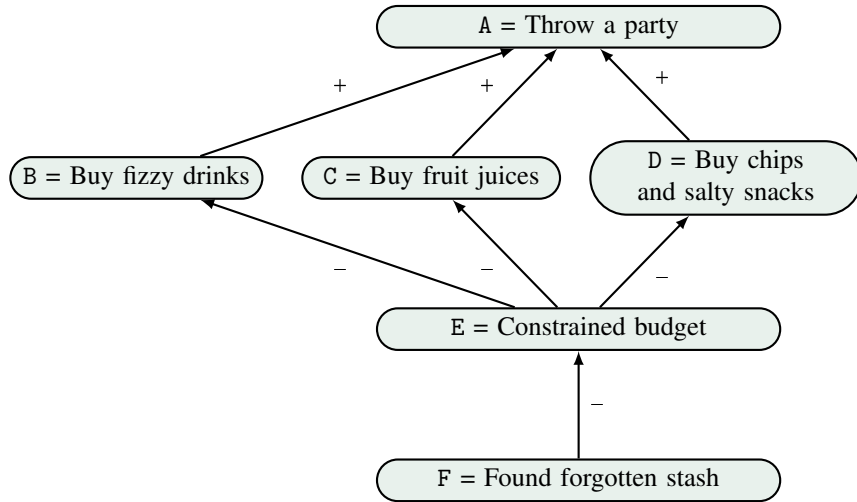 A = Throw a party
+
+
+
B = Buy fizzy drinks
C = Buy fruit juices
D = Buy chips
and salty snacks
–
–
–
E = Constrained budget
–
F = Found forgotten stash